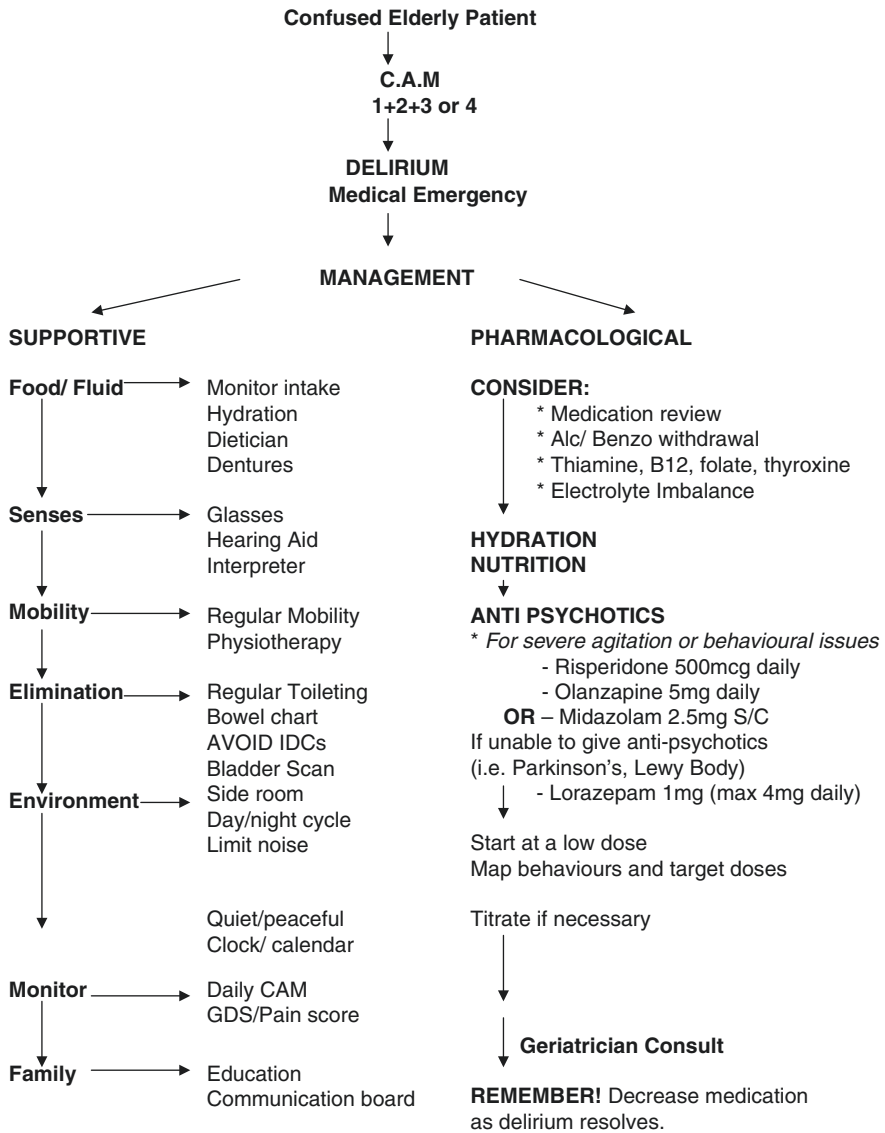 Confused Elderly Patient
C.A.M
1+2+3 or 4
DELIRIUM
Medical Emergency
MANAGEMENT
SUPPORTIVE
Food/ Fluid
Monitor intake
Hydration
Dietician
Dentures
Senses
Glasses
Hearing Aid
Interpreter
Mobility
Regular Mobility
Physiotherapy
Elimination
Regular Toileting
Bowel chart
AVOID IDCs
Bladder Scan
Environment
Side room
Day/night cycle
Limit noise
Quiet/peaceful
Clock/ calendar
Monitor
Daily CAM
GDS/Pain score
Family
Education
Communication board
PHARMACOLOGICAL
CONSIDER:
* Medication review
* Alc/ Benzo withdrawal
* Thiamine, B12, folate, thyroxine
* Electrolyte Imbalance
HYDRATION
NUTRITION
ANTI PSYCHOTICS
* For severe agitation or behavioural issues
- Risperidone 500mcg daily
- Olanzapine 5mg daily
OR – Midazolam 2.5mg S/C
If unable to give anti-psychotics
(i.e. Parkinson's, Lewy Body)
- Lorazepam 1mg (max 4mg daily)
Start at a low dose
Map behaviours and target doses
Titrate if necessary
Geriatrician Consult
REMEMBER! Decrease medication
as delirium resolves.